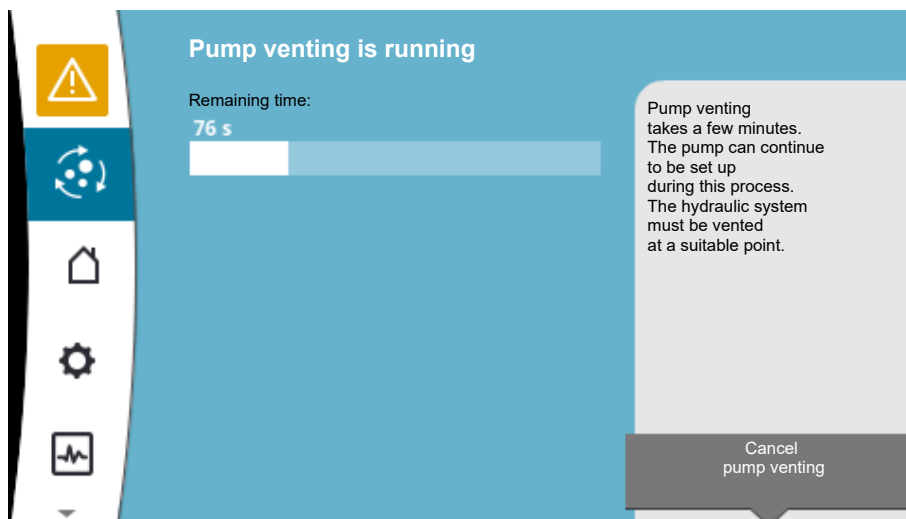 Pump venting is running
Remaining time:
76 s
Pump venting
takes a few minutes.
The pump can continue
to be set up
during this process.
The hydraulic system
must be vented
at a suitable point.
Cancel
pump venting